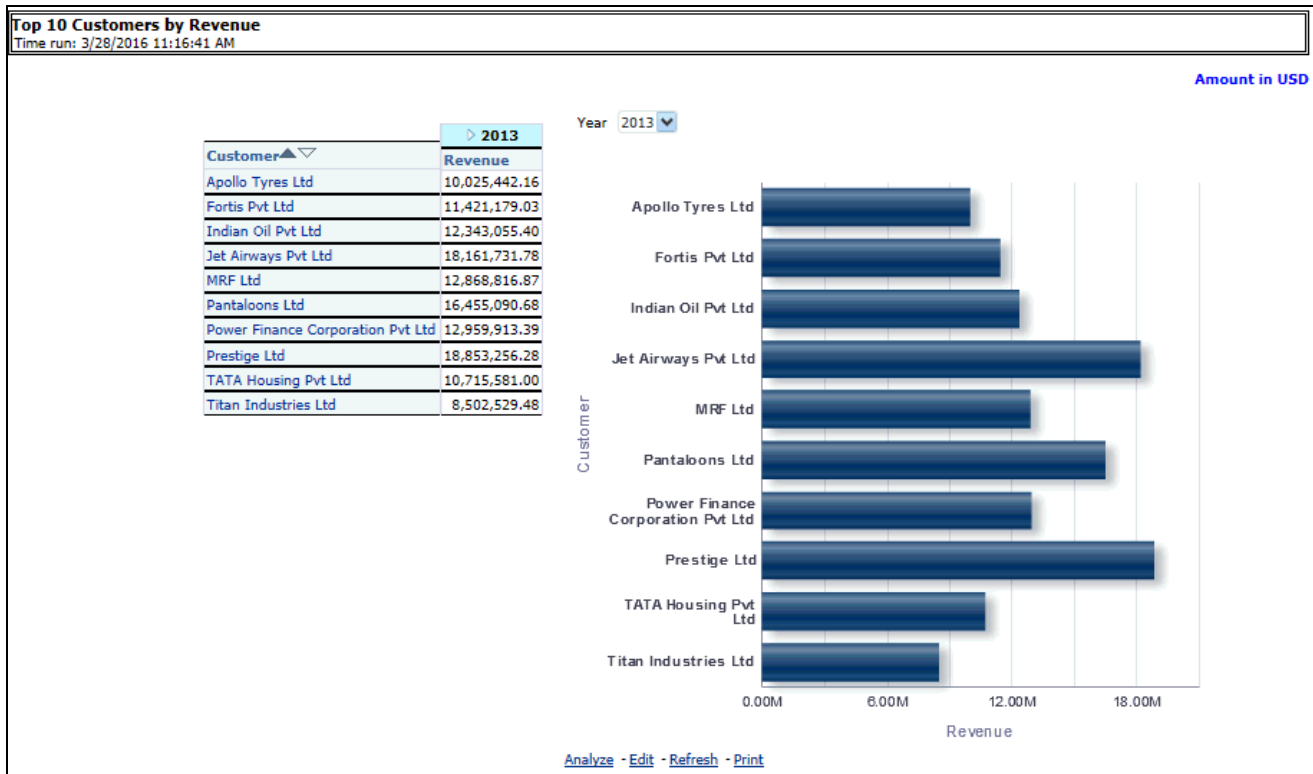 Top 10 Customers by Revenue
Time run: 3/28/2016 11:16:41 AM
Amount in USD
Year 2013
2013
Customer Revenue
Apollo Tyres Ltd 10,025,442.16
Fortis Pvt Ltd 11,421,179.03
Indian Oil Pvt Ltd 12,343,055.40
Jet Airways Pvt Ltd 18,161,731.78
MRF Ltd 12,868,816.87
Pantaloons Ltd 16,455,090.68
Power Finance Corporation Pvt Ltd 12,959,913.39
Prestige Ltd 18,853,256.28
TATA Housing Pvt Ltd 10,715,581.00
Titan Industries Ltd 8,502,529.48
Customer
Apollo Tyres Ltd
Fortis Pvt Ltd
Indian Oil Pvt Ltd
Jet Airways Pvt Ltd
MRF Ltd
Pantaloons Ltd
Power Finance
Corporation Pvt Ltd
Prestige Ltd
TATA Housing Pvt
Ltd
Titan Industries Ltd
0.00M 6.00M 12.00M 18.00M
Revenue
Analyze - Edit - Refresh - Print